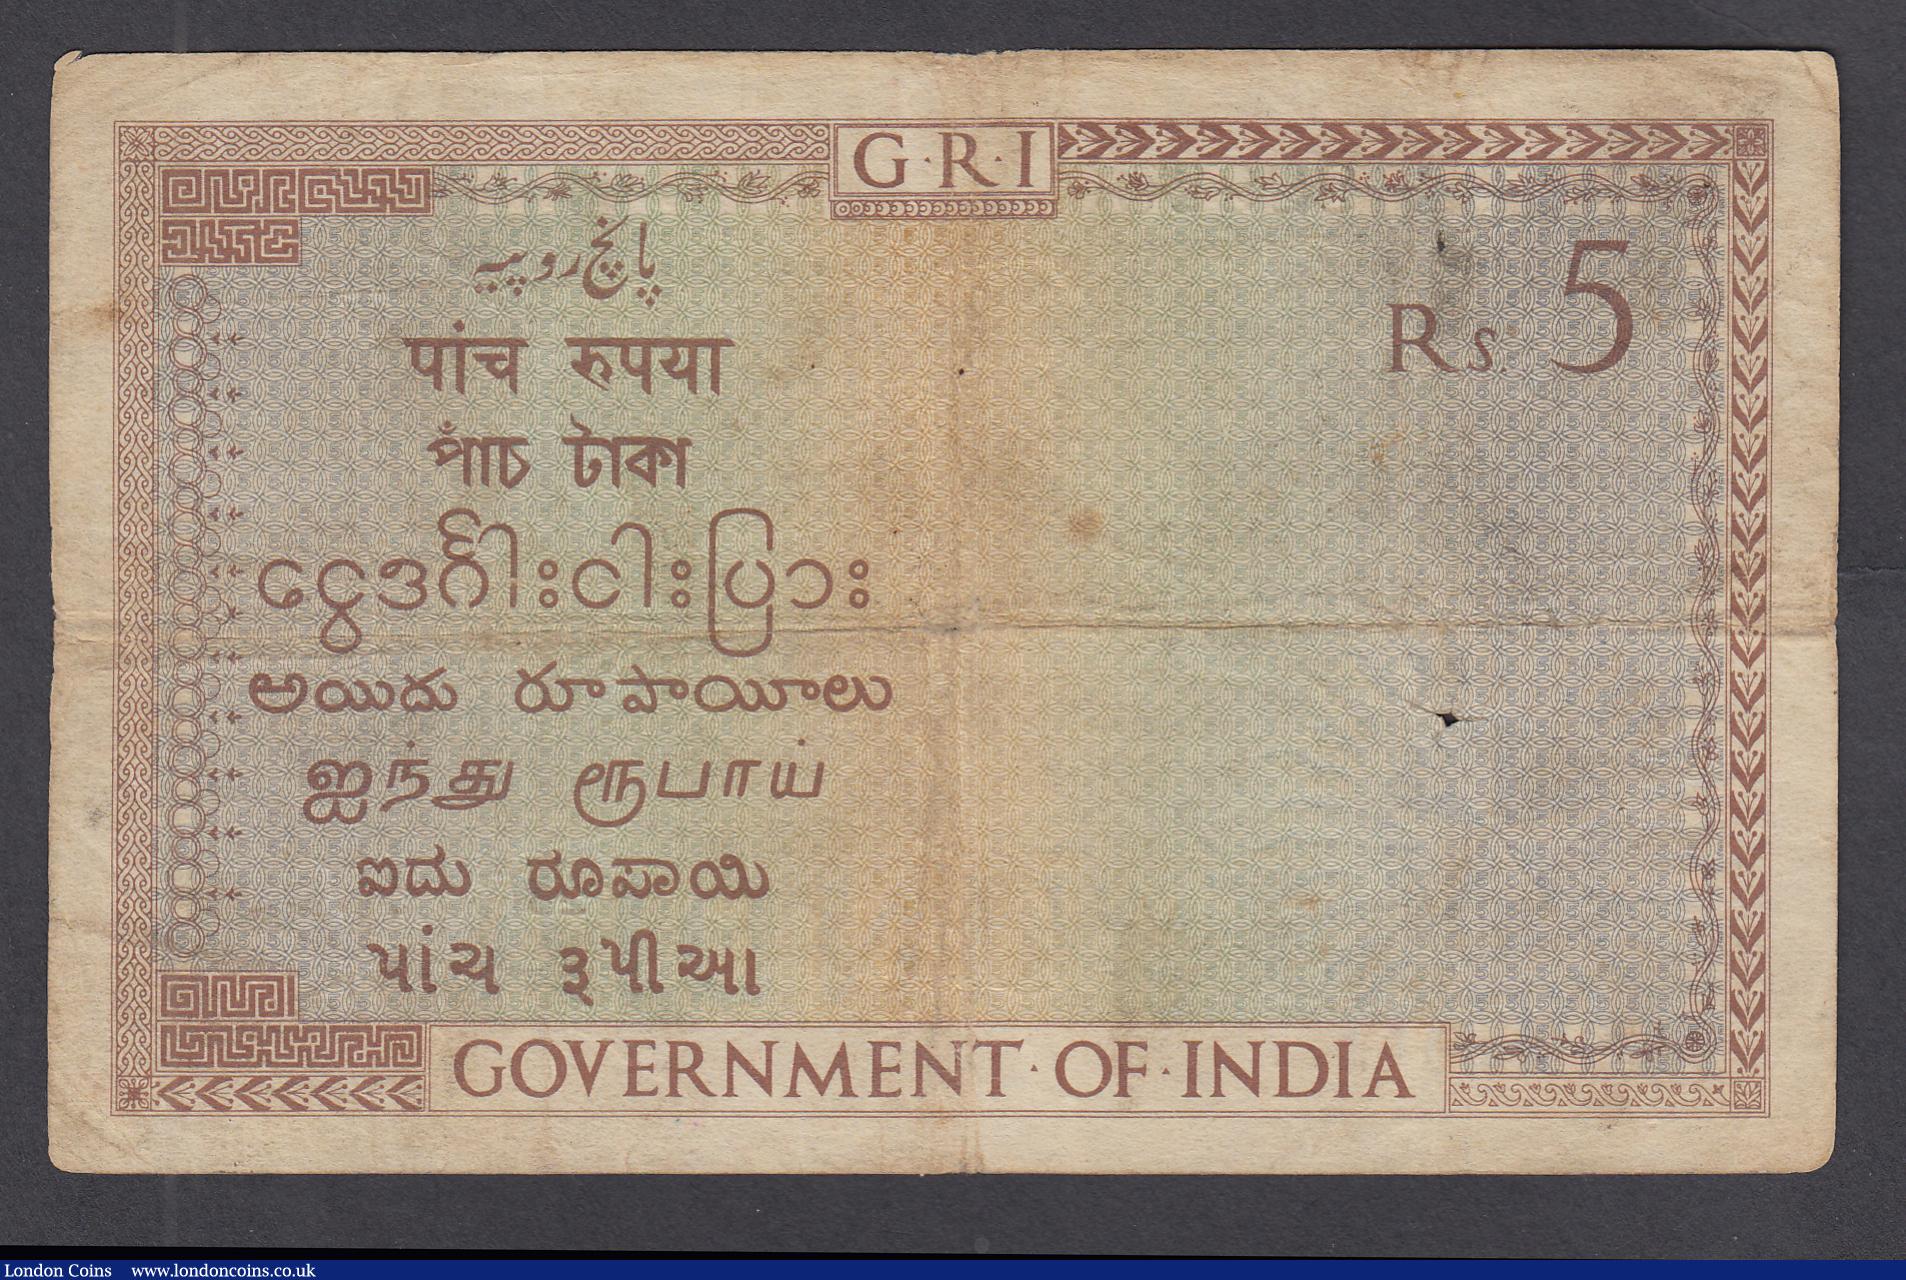 G·R·I
Rs. 5
پانچ روپیہ
पांच रुपया
পাঁচ টাকা
ငွေဒင်္ဂါးငါးပြား
అయిదు రూపాయీలు
ஐந்து ரூபாய்
ಐದು ರೂಪಾಯಿ
પાંચ રૂપીઆ
GOVERNMENT·OF·INDIA
London Coins www.londoncoins.co.uk